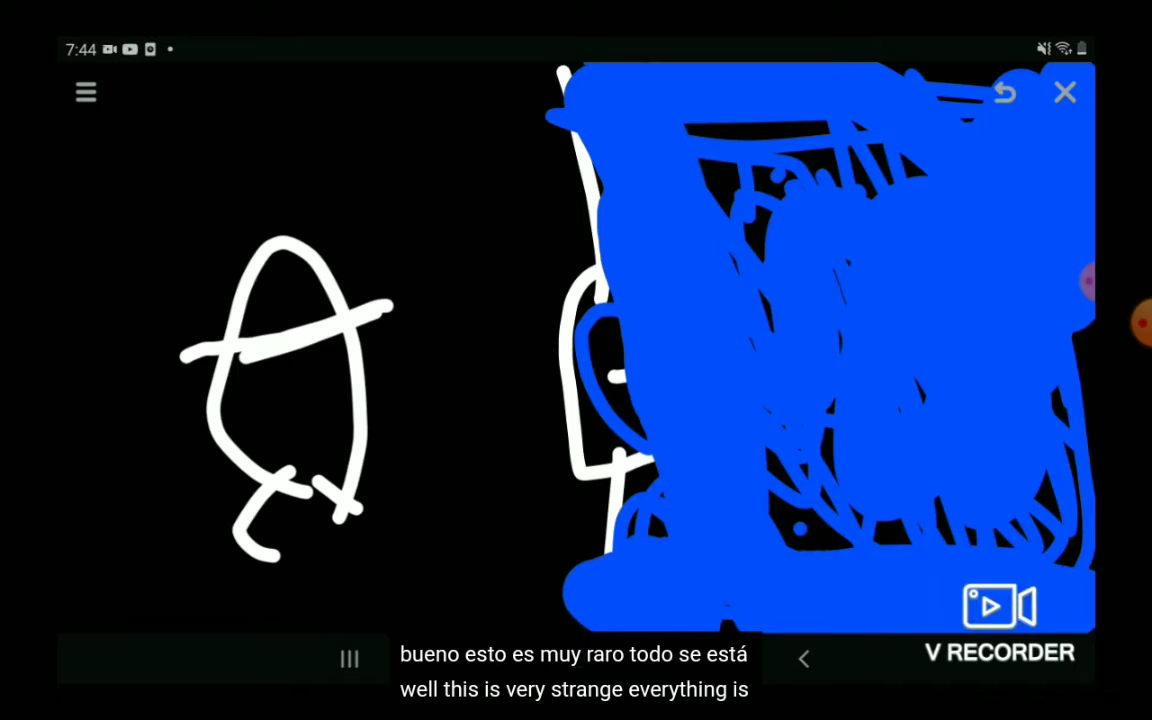 7:44
bueno esto es muy raro todo se está
well this is very strange everything is
V RECORDER